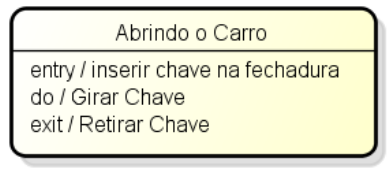 Abrindo o Carro
entry / inserir chave na fechadura
do / Girar Chave
exit / Retirar Chave